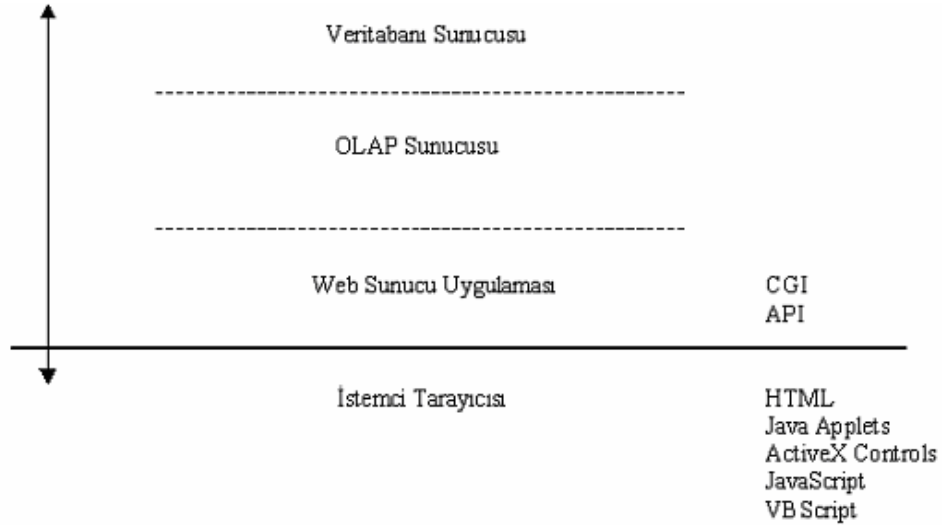 Veritabanı Sunucusu
OLAP Sunucusu
Web Sunucu Uygulaması
CGI
API
İstemci Tarayıcısı
HTML
Java Applets
ActiveX Controls
JavaScript
VB Script